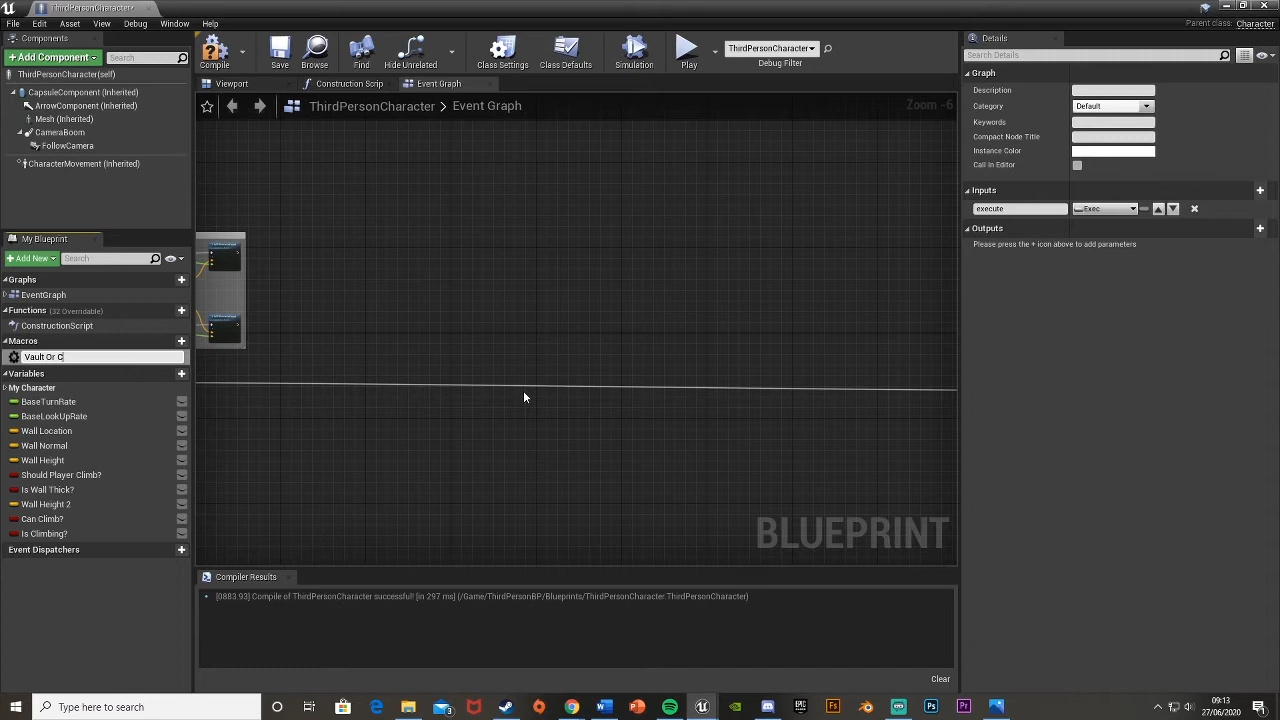 ThirdPersonCharacter*
File Edit Asset View Debug Window Help
Parent class: Character
Components
+ Add Component
Search
ThirdPersonCharacter(self)
CapsuleComponent (Inherited)
ArrowComponent (Inherited)
Mesh (Inherited)
CameraBoom
FollowCamera
CharacterMovement (Inherited)
Compile
Save
Browse
Find
Hide Unrelated
Class Settings
Class Defaults
Simulation
Play
ThirdPersonCharacter
Debug Filter
Viewport
Construction Scrip
Event Graph
ThirdPersonCharacter > Event Graph
Zoom -6
My Blueprint
+ Add New
Search
Graphs
EventGraph
Functions (32 Overridable)
ConstructionScript
Macros
Vault Or C
Variables
My Character
BaseTurnRate
BaseLookUpRate
Wall Location
Wall Normal
Wall Height
Should Player Climb?
Is Wall Thick?
Wall Height 2
Can Climb?
Is Climbing?
Event Dispatchers
BLUEPRINT
Compiler Results
[0883.93] Compile of ThirdPersonCharacter successful! [in 297 ms] (/Game/ThirdPersonBP/Blueprints/ThirdPersonCharacter.ThirdPersonCharacter)
Clear
Details
Search Details
Graph
Description
Category
Default
Keywords
Compact Node Title
Instance Color
Call In Editor
Inputs
execute
Exec
Outputs
Please press the + icon above to add parameters
Type here to search
09:13
27/06/2020